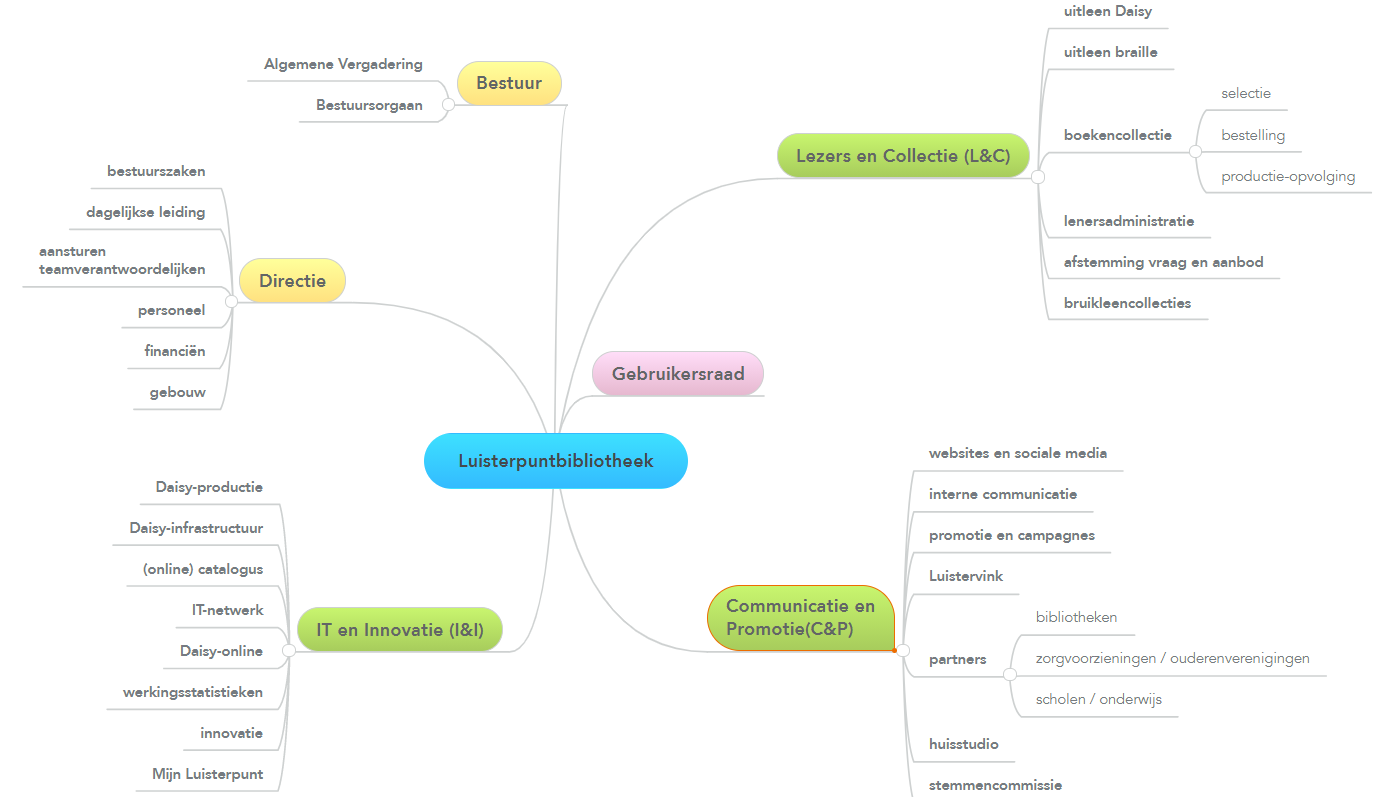 Luisterpuntbibliotheek
Bestuur
Algemene Vergadering
Bestuursorgaan
Directie
bestuurszaken
dagelijkse leiding
aansturen
teamverantwoordelijken
personeel
financiën
gebouw
IT en Innovatie (I&I)
Daisy-productie
Daisy-infrastructuur
(online) catalogus
IT-netwerk
Daisy-online
werkingsstatistieken
innovatie
Mijn Luisterpunt
Lezers en Collectie (L&C)
uitleen Daisy
uitleen braille
boekencollectie
selectie
bestelling
productie-opvolging
lenersadministratie
afstemming vraag en aanbod
bruikleencollecties
Gebruikersraad
Communicatie en
Promotie(C&P)
websites en sociale media
interne communicatie
promotie en campagnes
Luistervink
partners
bibliotheken
zorgvoorzieningen / ouderenverenigingen
scholen / onderwijs
huisstudio
stemmencommissie